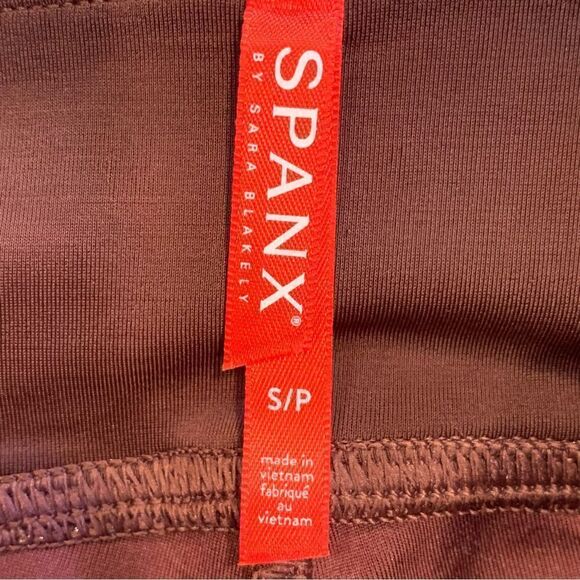 SPANX®
BY SARA BLAKELY
S/P
made in
vietnam
fabriqué
au
vietnam